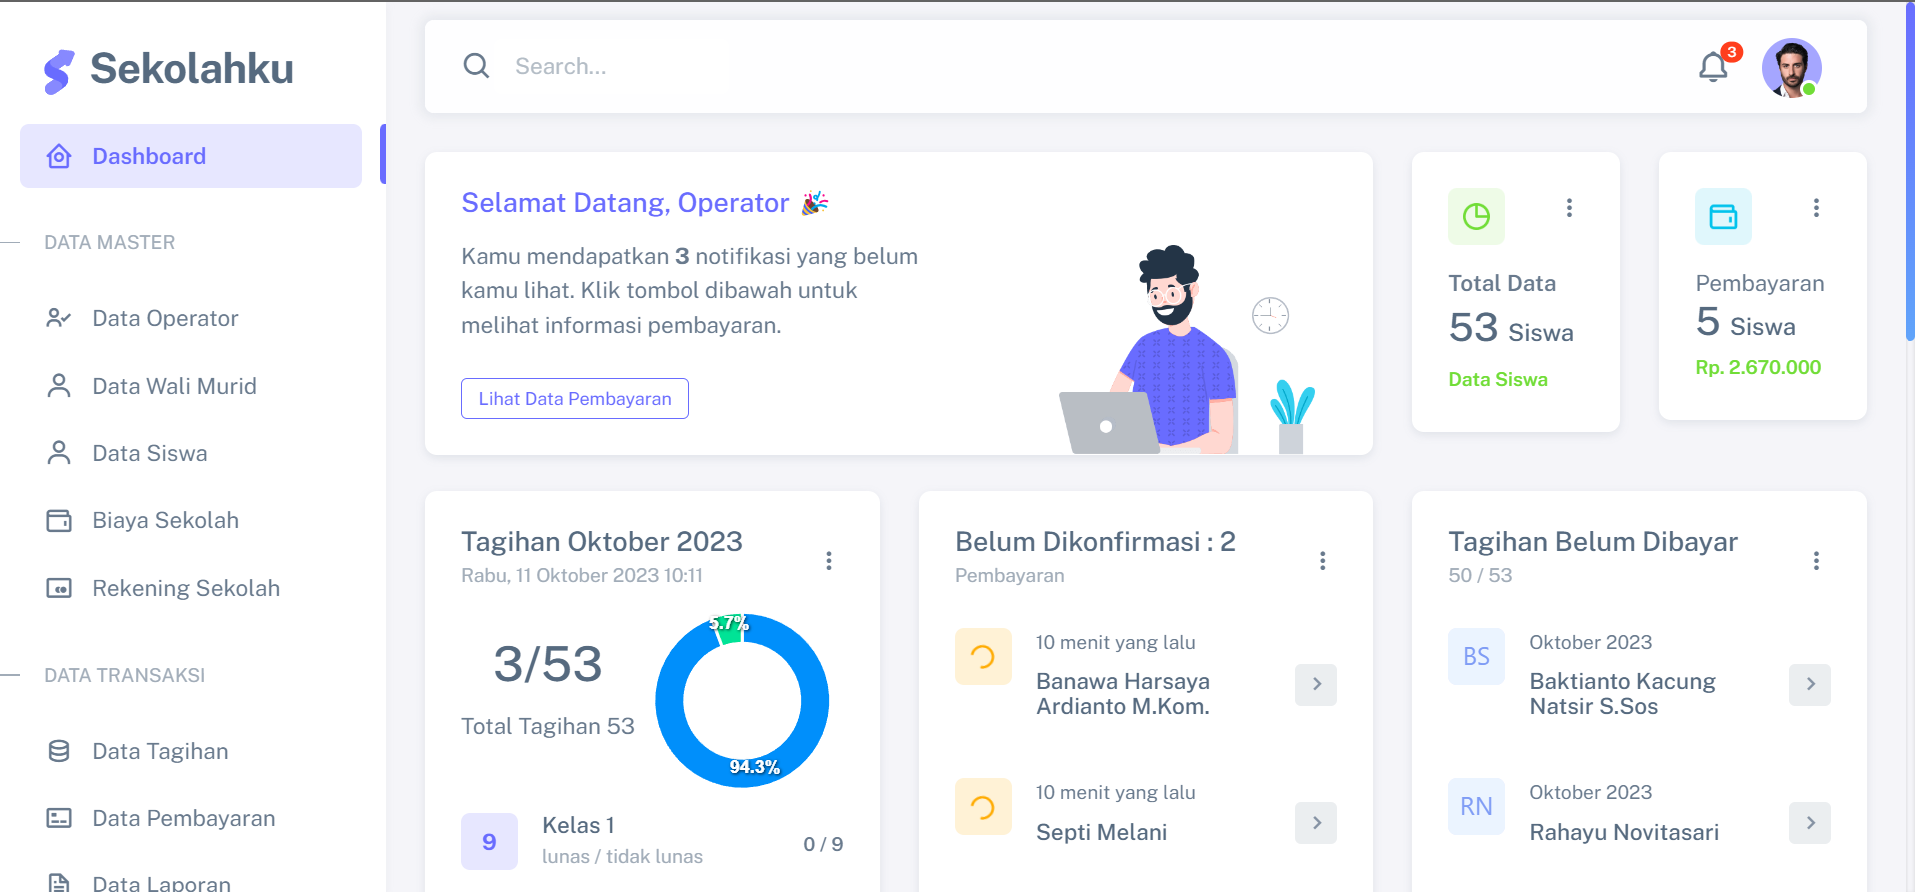 Sekolahku
Dashboard
DATA MASTER
Data Operator
Data Wali Murid
Data Siswa
Biaya Sekolah
Rekening Sekolah
DATA TRANSAKSI
Data Tagihan
Data Pembayaran
Data Laporan
Search...
3
Selamat Datang, Operator 🎉
Kamu mendapatkan 3 notifikasi yang belum
kamu lihat. Klik tombol dibawah untuk
melihat informasi pembayaran.
Lihat Data Pembayaran
Total Data
53 Siswa
Data Siswa
Pembayaran
5 Siswa
Rp. 2.670.000
Tagihan Oktober 2023
Rabu, 11 Oktober 2023 10:11
3/53
Total Tagihan 53
5.7%
94.3%
9
Kelas 1
lunas / tidak lunas
0 / 9
Belum Dikonfirmasi : 2
Pembayaran
10 menit yang lalu
Banawa Harsaya
Ardianto M.Kom.
10 menit yang lalu
Septi Melani
Tagihan Belum Dibayar
50 / 53
BS
Oktober 2023
Baktianto Kacung
Natsir S.Sos
RN
Oktober 2023
Rahayu Novitasari